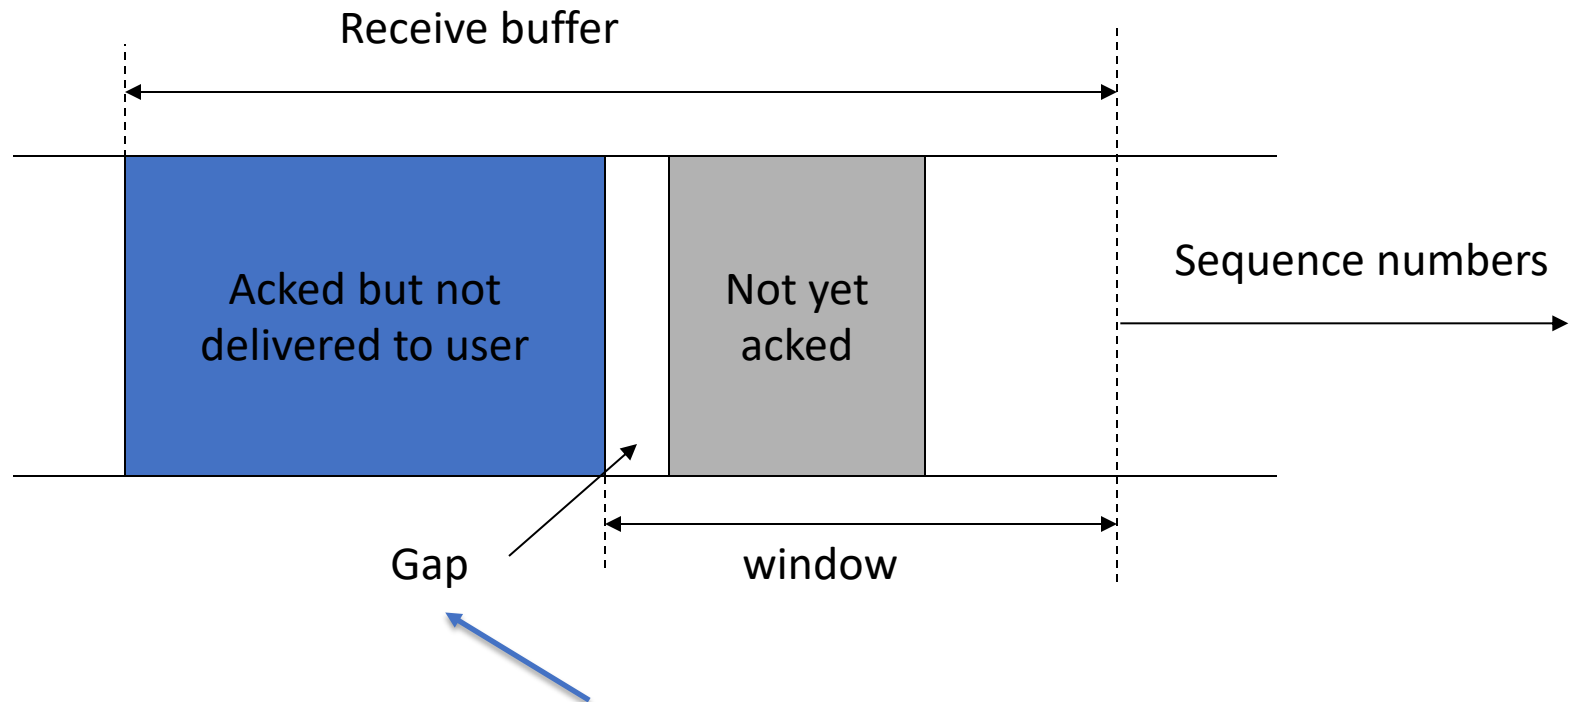 Receive buffer
Sequence numbers
Acked but not
delivered to user
Not yet
acked
Gap
window